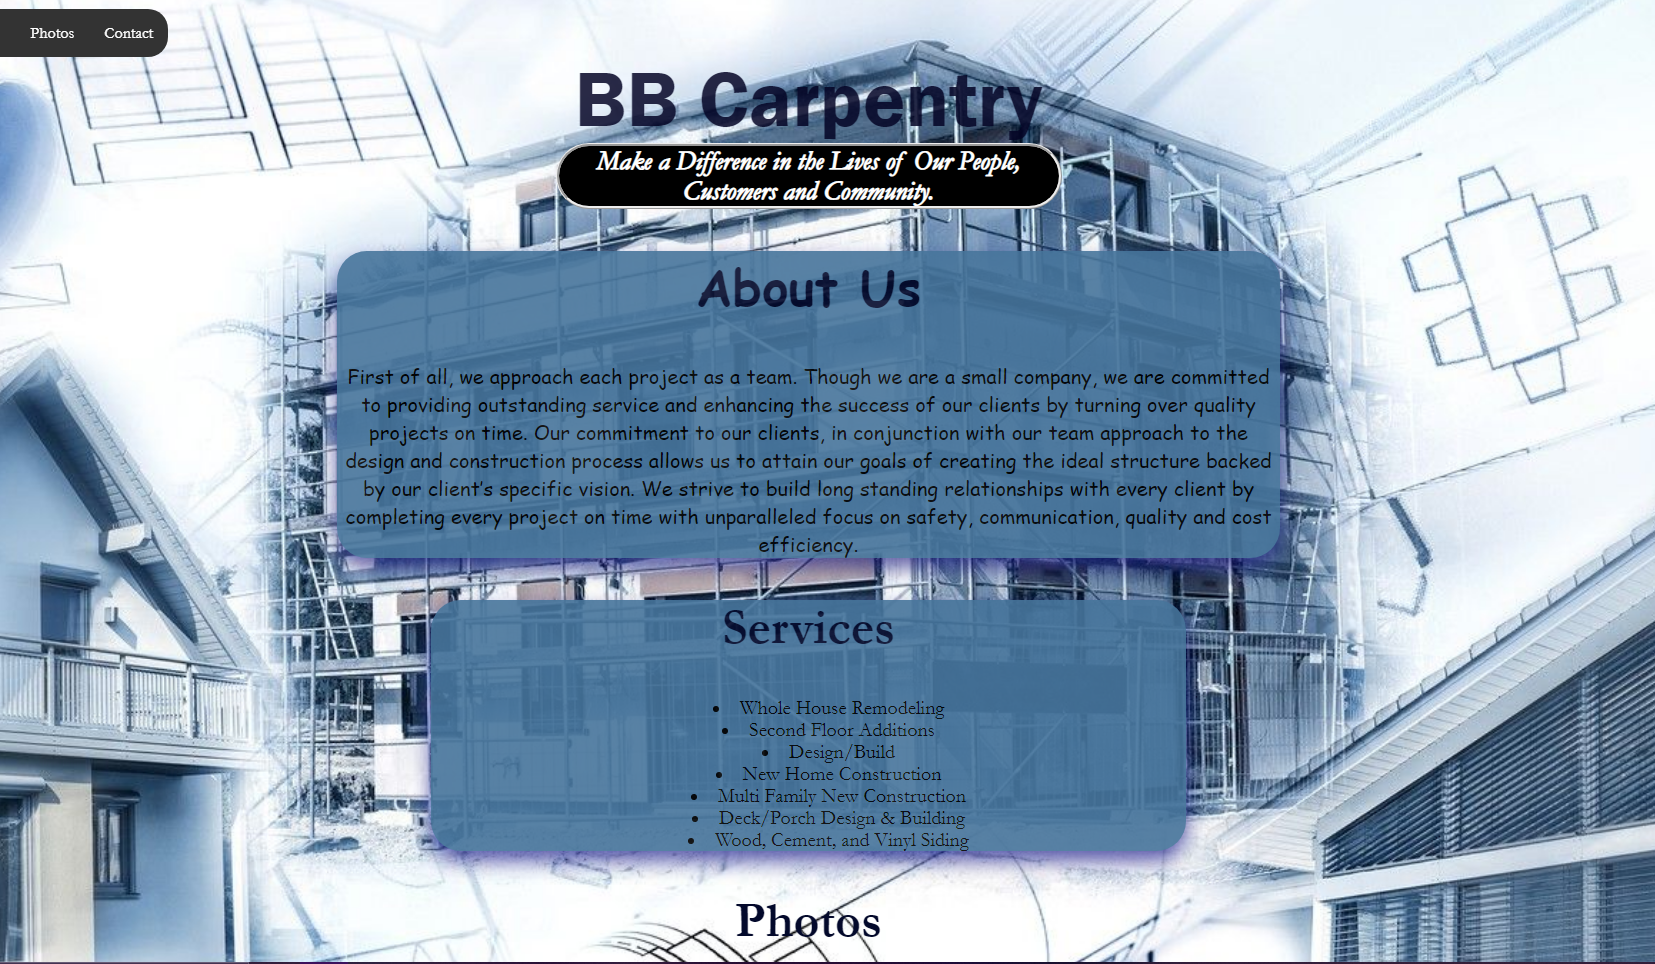 Photos Contact
BB Carpentry
Make a Difference in the Lives of Our People,
Customers and Community.
About Us
First of all, we approach each project as a team. Though we are a small company, we are committed
to providing outstanding service and enhancing the success of our clients by turning over quality
projects on time. Our commitment to our clients, in conjunction with our team approach to the
design and construction process allows us to attain our goals of creating the ideal structure backed
by our client's specific vision. We strive to build long standing relationships with every client by
completing every project on time with unparalleled focus on safety, communication, quality and cost
efficiency.
Services
• Whole House Remodeling
• Second Floor Additions
• Design/Build
• New Home Construction
• Multi Family New Construction
• Deck/Porch Design & Building
• Wood, Cement, and Vinyl Siding
Photos